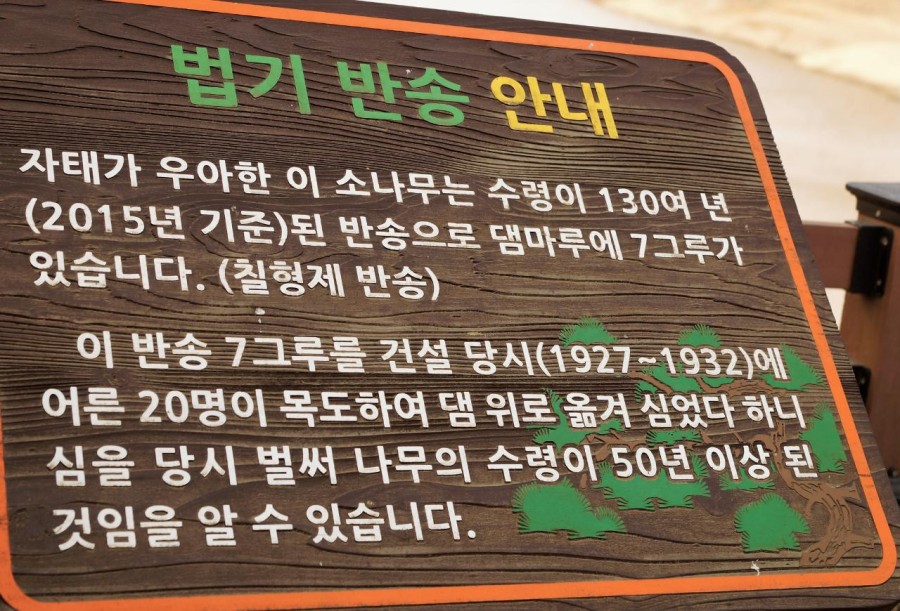 법기 반송 안내
자태가 우아한 이 소나무는 수령이 130여 년
(2015년 기준)된 반송으로 댐마루에 7그루가
있습니다. (칠형제 반송)
이 반송 7그루를 건설 당시(1927~1932)에
어른 20명이 목도하여 댐 위로 옮겨 심었다 하니
심을 당시 벌써 나무의 수령이 50년 이상 된
것임을 알 수 있습니다.